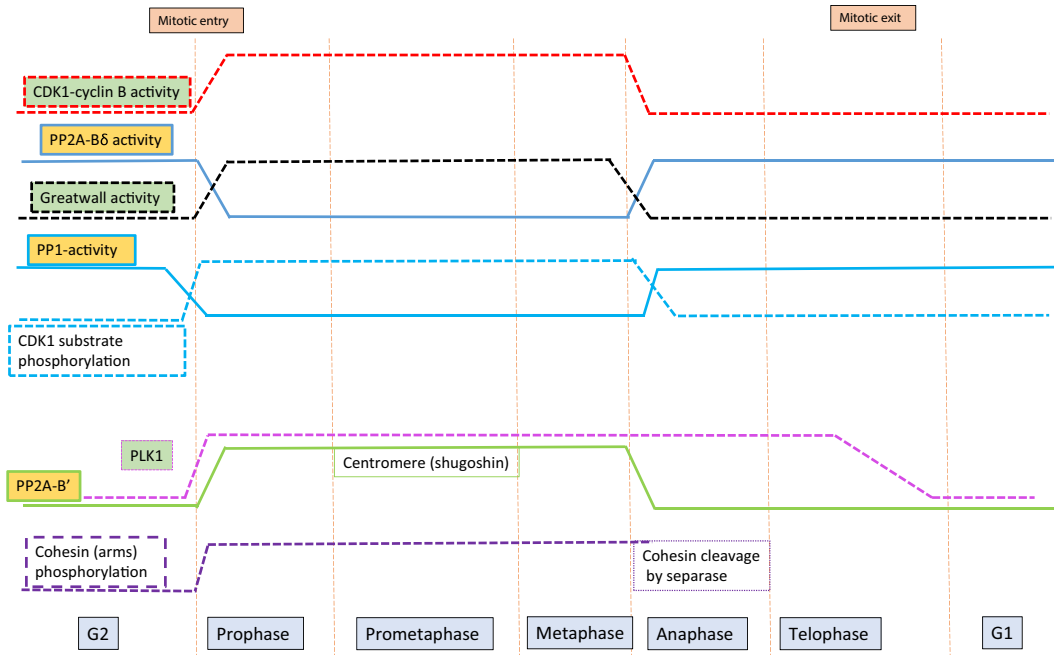 Mitotic entry
Mitotic exit
CDK1-cyclin B activity
PP2A-Bδ activity
Greatwall activity
PP1-activity
CDK1 substrate
phosphorylation
PLK1
Centromere (shugoshin)
PP2A-B’
Cohesin (arms)
phosphorylation
Cohesin cleavage
by separase
G2
Prophase
Prometaphase
Metaphase
Anaphase
Telophase
G1